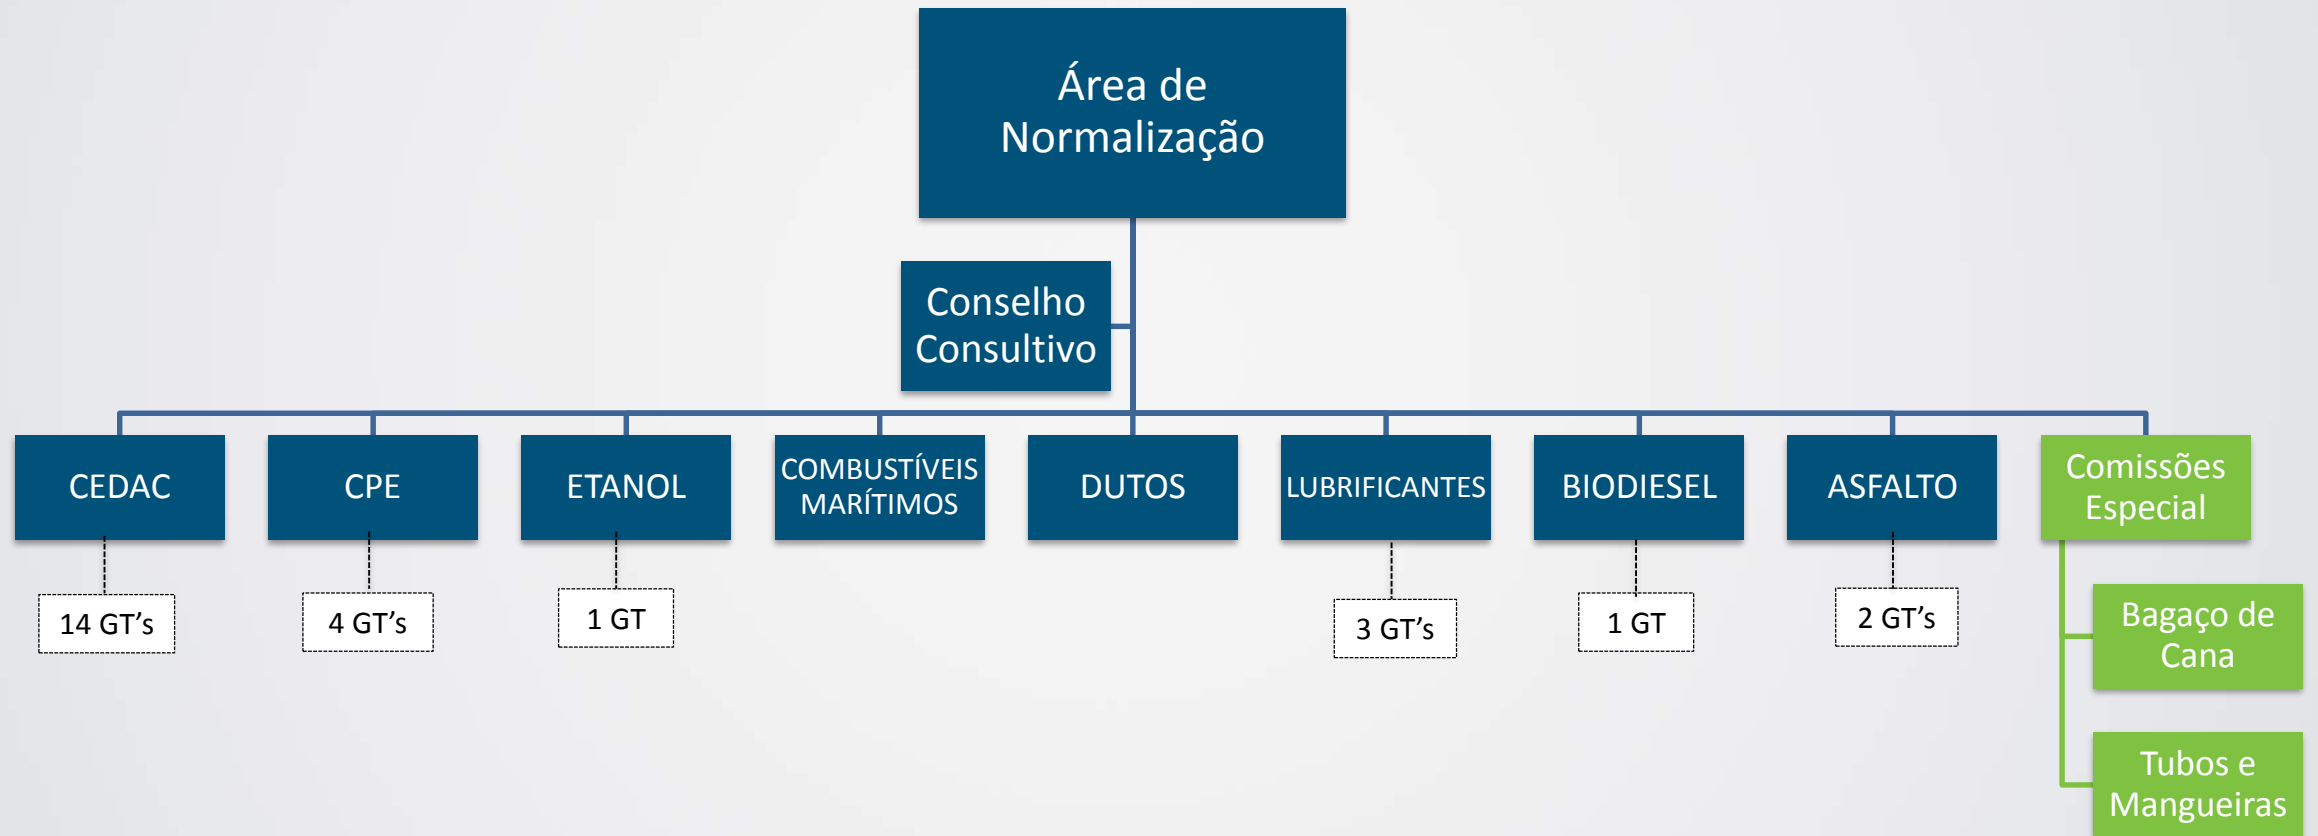 Área de
Normalização
Conselho
Consultivo
CEDAC
CPE
ETANOL
COMBUSTÍVEIS
MARÍTIMOS
DUTOS
LUBRIFICANTES
BIODIESEL
ASFALTO
Comissões
Especial
14 GT’s
4 GT’s
1 GT
3 GT’s
1 GT
2 GT’s
Bagaço de
Cana
Tubos e
Mangueiras